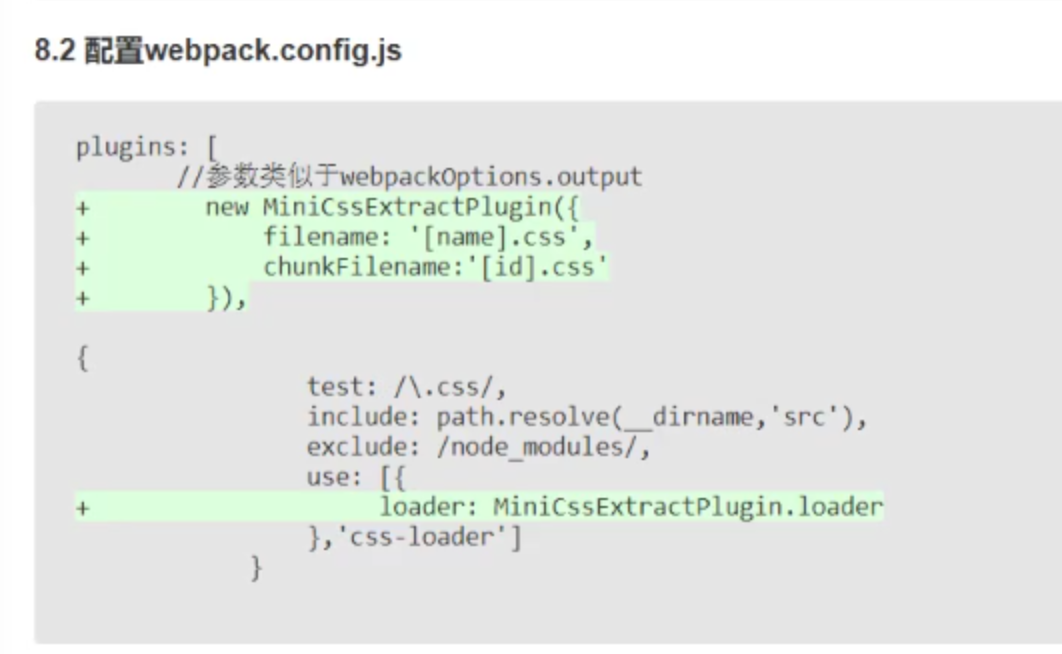 8.2 配置webpack.config.js
plugins: [
//参数类似于webpackOptions.output
+ new MiniCssExtractPlugin({
+ filename: '[name].css',
+ chunkFilename:'[id].css'
+ }),
{
test: /\.css/,
include: path.resolve(__dirname,'src'),
exclude: /node_modules/,
use: [{
+ loader: MiniCssExtractPlugin.loader
},'css-loader']
}